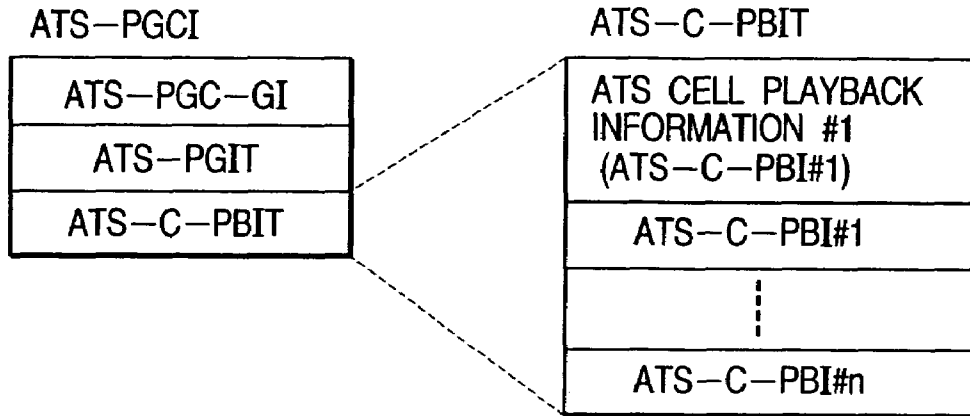 ATS-PGCI
ATS-PGC-GI
ATS-PGIT
ATS-C-PBIT
ATS-C-PBIT
ATS CELL PLAYBACK
INFORMATION #1
(ATS-C-PBI#1)
ATS-C-PBI#1
ATS-C-PBI#n